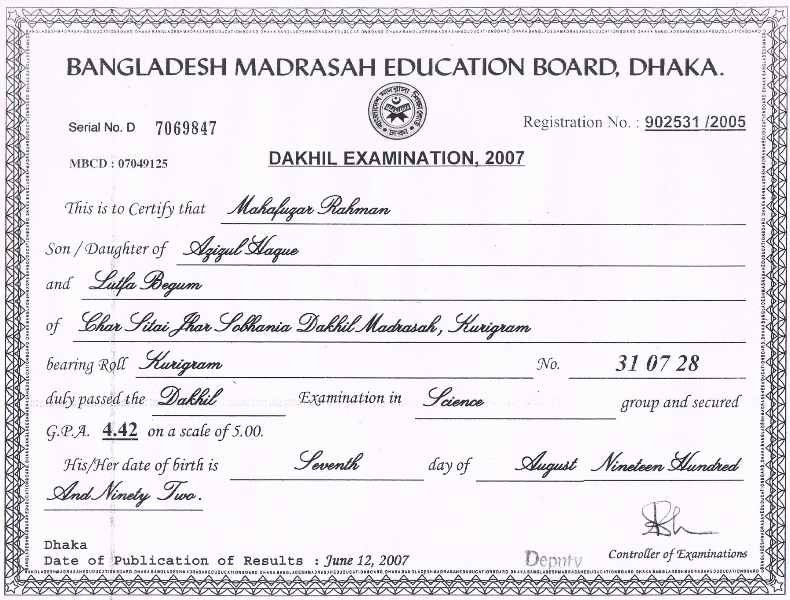 BANGLADESH MADRASAH EDUCATION BOARD, DHAKA.
Serial No. D 7069847
Registration No. : 902531 /2005
MBCD : 07049125
DAKHIL EXAMINATION, 2007
This is to Certify that Mahafuzar Rahman
Son / Daughter of Azizul Haque
and Lutfa Begum
of Char Sitai Jhar Sobhania Dakhil Madrasah, Kurigram
bearing Roll Kurigram No. 31 07 28
duly passed the Dakhil Examination in Science group and secured
G.P.A. 4.42 on a scale of 5.00.
His/Her date of birth is Seventh day of August Nineteen Hundred
And Ninety Two.
Dhaka
Date of Publication of Results : June 12, 2007
Deputy
Controller of Examinations